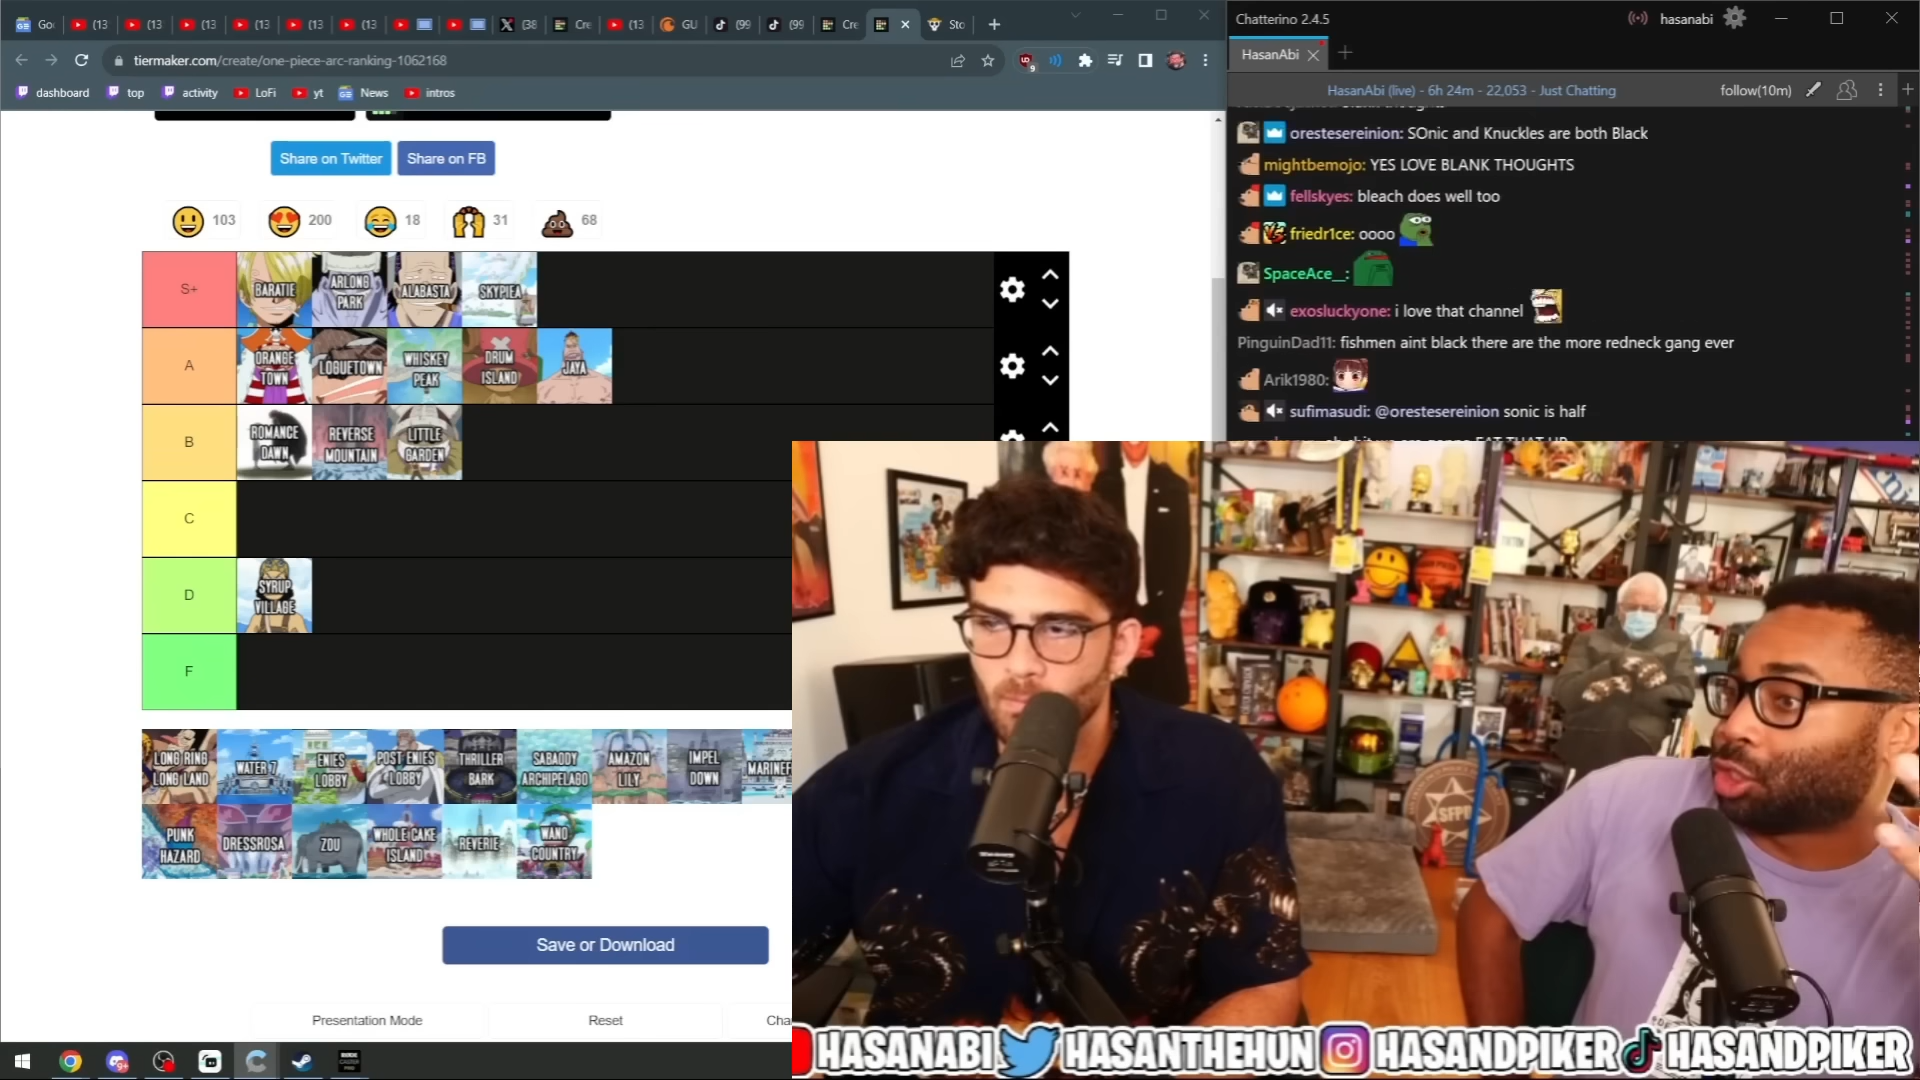 Chatterino 2.4.5
hasanabi
tiermaker.com/create/one-piece-arc-ranking-1062168
HasanAbi
dashboard top activity LoFi yt News intros
HasanAbi (live) - 6h 24m - 22,053 - Just Chatting
follow(10m)
orestesereinion: SOnic and Knuckles are both Black
mightbemojo: YES LOVE BLANK THOUGHTS
fellskyes: bleach does well too
friedr1ce: oooo
SpaceAce__:
exosluckyone: i love that channel
PinguinDad11: fishmen aint black there are the more redneck gang ever
Arik1980:
sufimasudi: @orestesereinion sonic is half
Share on Twitter
Share on FB
103 200 18 31 68
S+
BARATIE
ARLONG PARK
ALABASTA
SKYPIEA
A
ORANGE TOWN
LOGUETOWN
WHISKEY PEAK
DRUM ISLAND
JAYA
B
ROMANCE DAWN
REVERSE MOUNTAIN
LITTLE GARDEN
C
D
SYRUP VILLAGE
F
LONG RING LONG LAND
WATER 7
ENIES LOBBY
POST ENIES LOBBY
THRILLER BARK
SABAODY ARCHIPELAGO
AMAZON LILY
IMPEL DOWN
MARINEF
PUNK HAZARD
DRESSROSA
ZOU
WHOLE CAKE ISLAND
REVERIE
WANO COUNTRY
Save or Download
Presentation Mode
Reset
Cha
SFPD
HASANABI
HASANTHEHUN
HASANDPIKER
HASANDPIKER